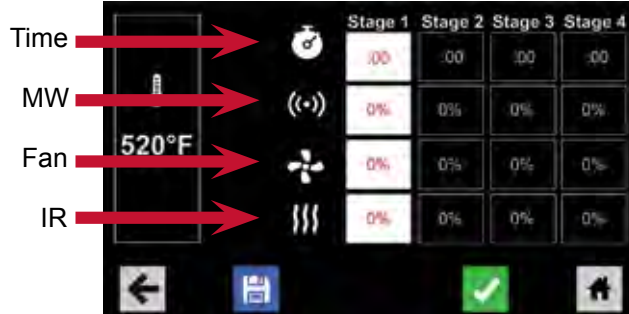 Stage 1 Stage 2 Stage 3 Stage 4
Time :00 :00 :00 :00
MW 0% 0% 0% 0%
520°F
Fan 0% 0% 0% 0%
IR 0% 0% 0% 0%